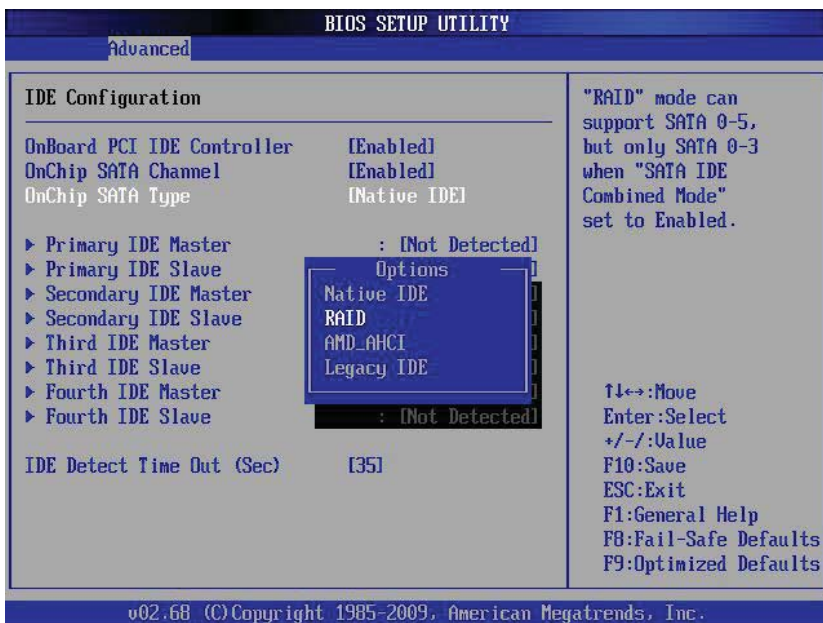 BIOS SETUP UTILITY
Advanced
IDE Configuration
OnBoard PCI IDE Controller [Enabled]
OnChip SATA Channel [Enabled]
OnChip SATA Type [Native IDE]
▶ Primary IDE Master : [Not Detected]
▶ Primary IDE Slave
▶ Secondary IDE Master
▶ Secondary IDE Slave
▶ Third IDE Master
▶ Third IDE Slave
▶ Fourth IDE Master
▶ Fourth IDE Slave : [Not Detected]
Options
Native IDE
RAID
AMD_AHCI
Legacy IDE
IDE Detect Time Out (Sec) [35]
"RAID" mode can
support SATA 0-5,
but only SATA 0-3
when "SATA IDE
Combined Mode"
set to Enabled.
↑↓←→:Move
Enter:Select
+/-/:Value
F10:Save
ESC:Exit
F1:General Help
F8:Fail-Safe Defaults
F9:Optimized Defaults
v02.68 (C)Copyright 1985-2009, American Megatrends, Inc.